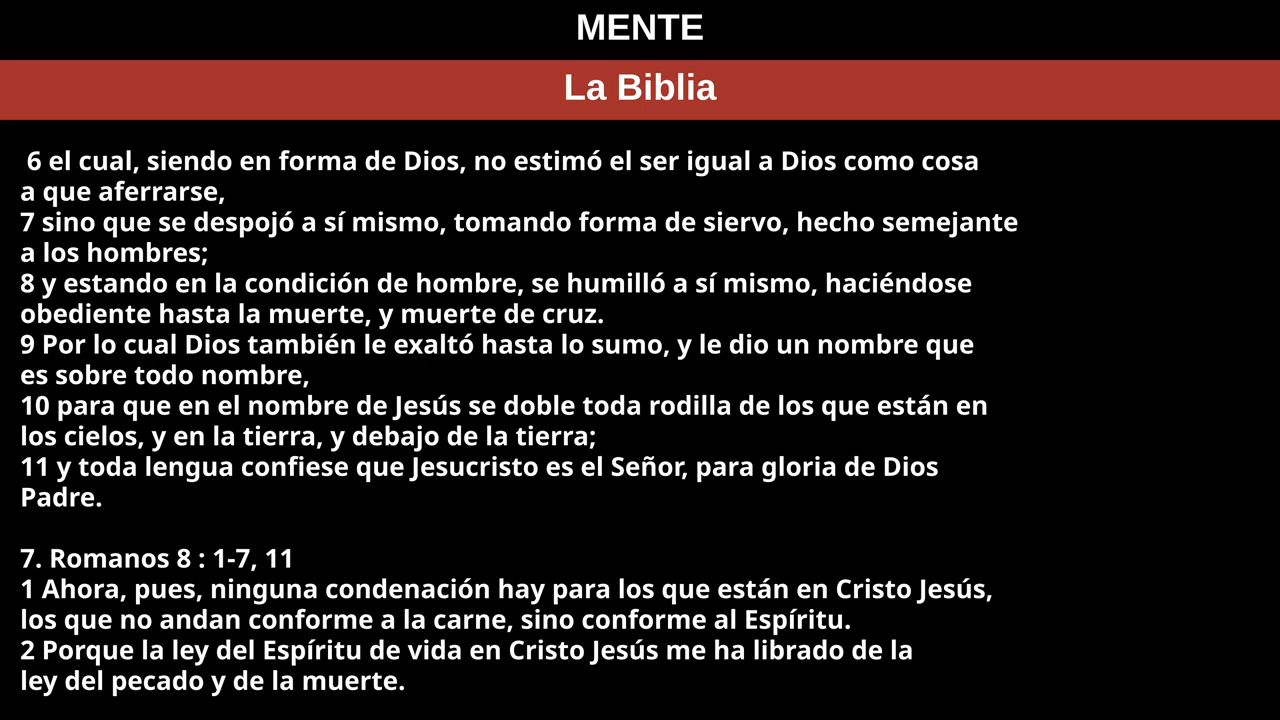 MENTE
La Biblia
6 el cual, siendo en forma de Dios, no estimó el ser igual a Dios como cosa
a que aferrarse,
7 sino que se despojó a sí mismo, tomando forma de siervo, hecho semejante
a los hombres;
8 y estando en la condición de hombre, se humilló a sí mismo, haciéndose
obediente hasta la muerte, y muerte de cruz.
9 Por lo cual Dios también le exaltó hasta lo sumo, y le dio un nombre que
es sobre todo nombre,
10 para que en el nombre de Jesús se doble toda rodilla de los que están en
los cielos, y en la tierra, y debajo de la tierra;
11 y toda lengua confiese que Jesucristo es el Señor, para gloria de Dios
Padre.
7. Romanos 8 : 1-7, 11
1 Ahora, pues, ninguna condenación hay para los que están en Cristo Jesús,
los que no andan conforme a la carne, sino conforme al Espíritu.
2 Porque la ley del Espíritu de vida en Cristo Jesús me ha librado de la
ley del pecado y de la muerte.